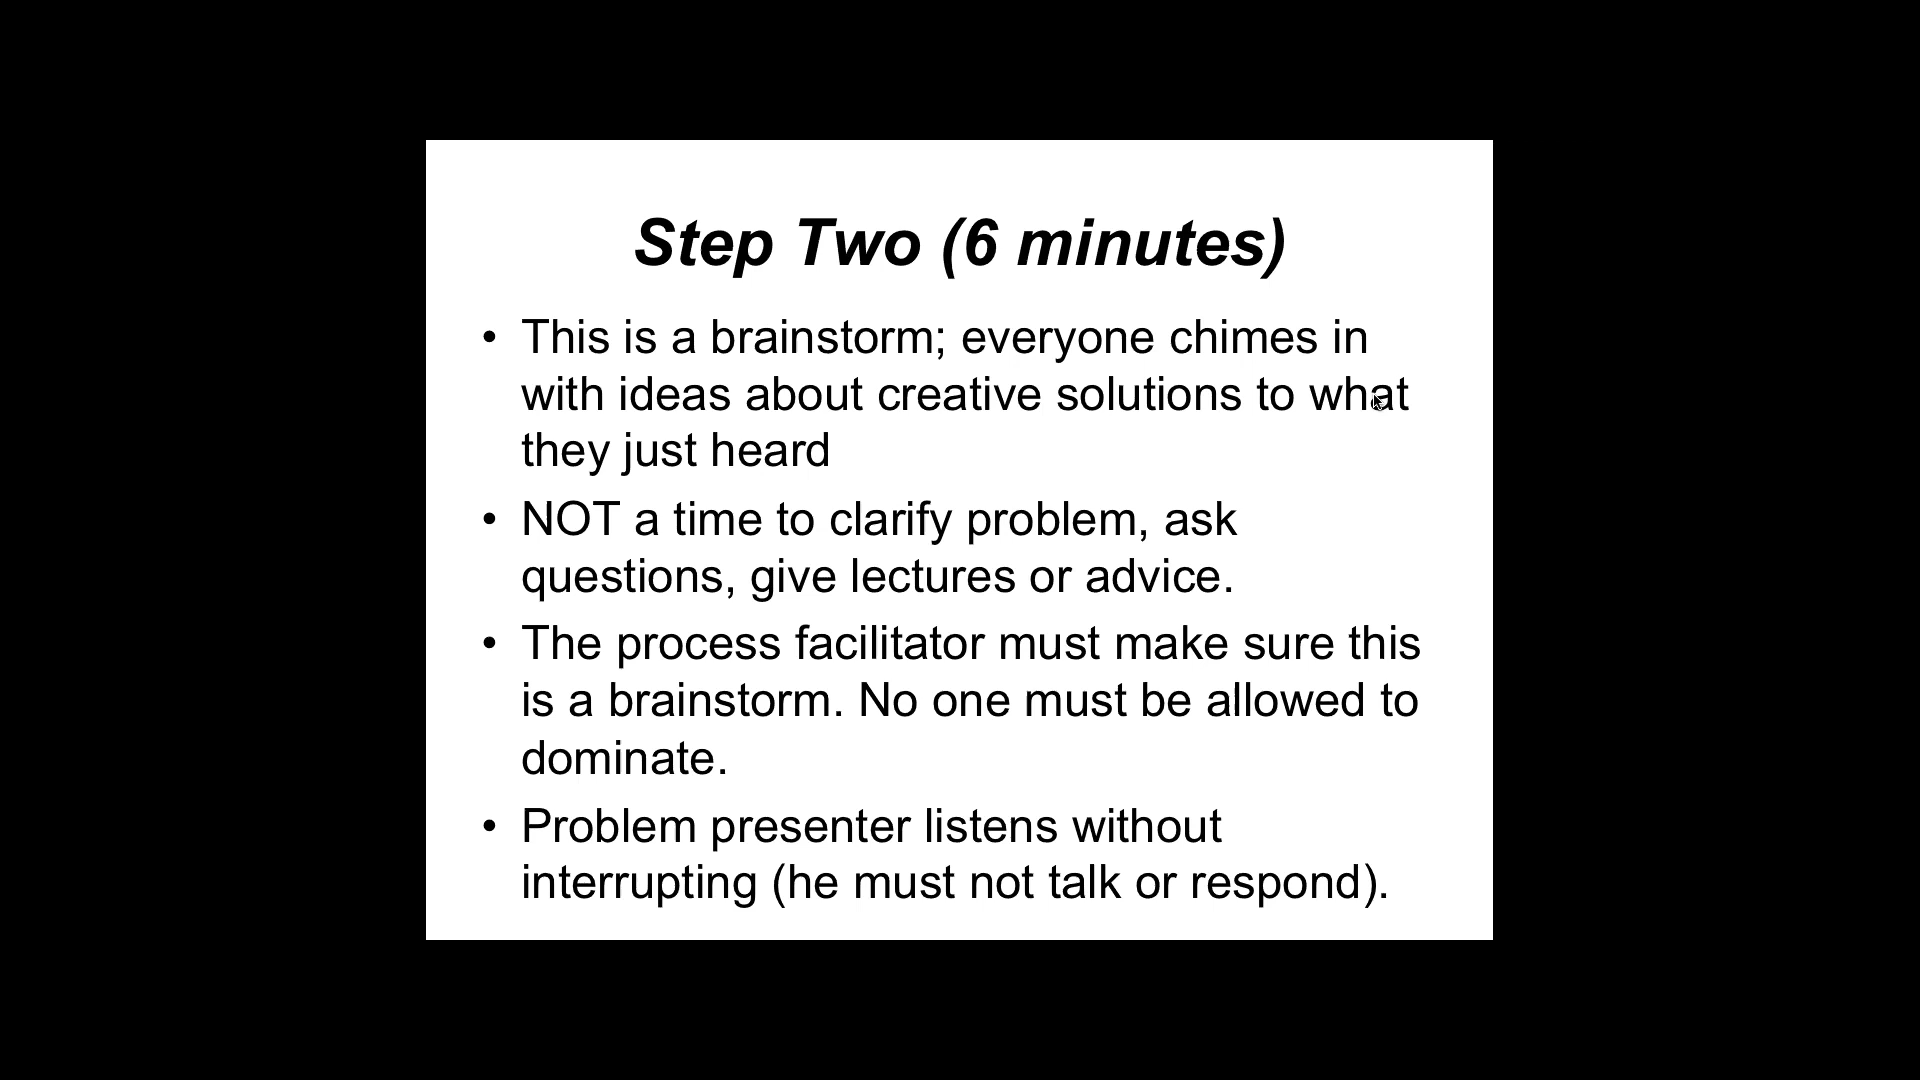 Step Two (6 minutes)
• This is a brainstorm; everyone chimes in
with ideas about creative solutions to what
they just heard
• NOT a time to clarify problem, ask
questions, give lectures or advice.
• The process facilitator must make sure this
is a brainstorm. No one must be allowed to
dominate.
• Problem presenter listens without
interrupting (he must not talk or respond).